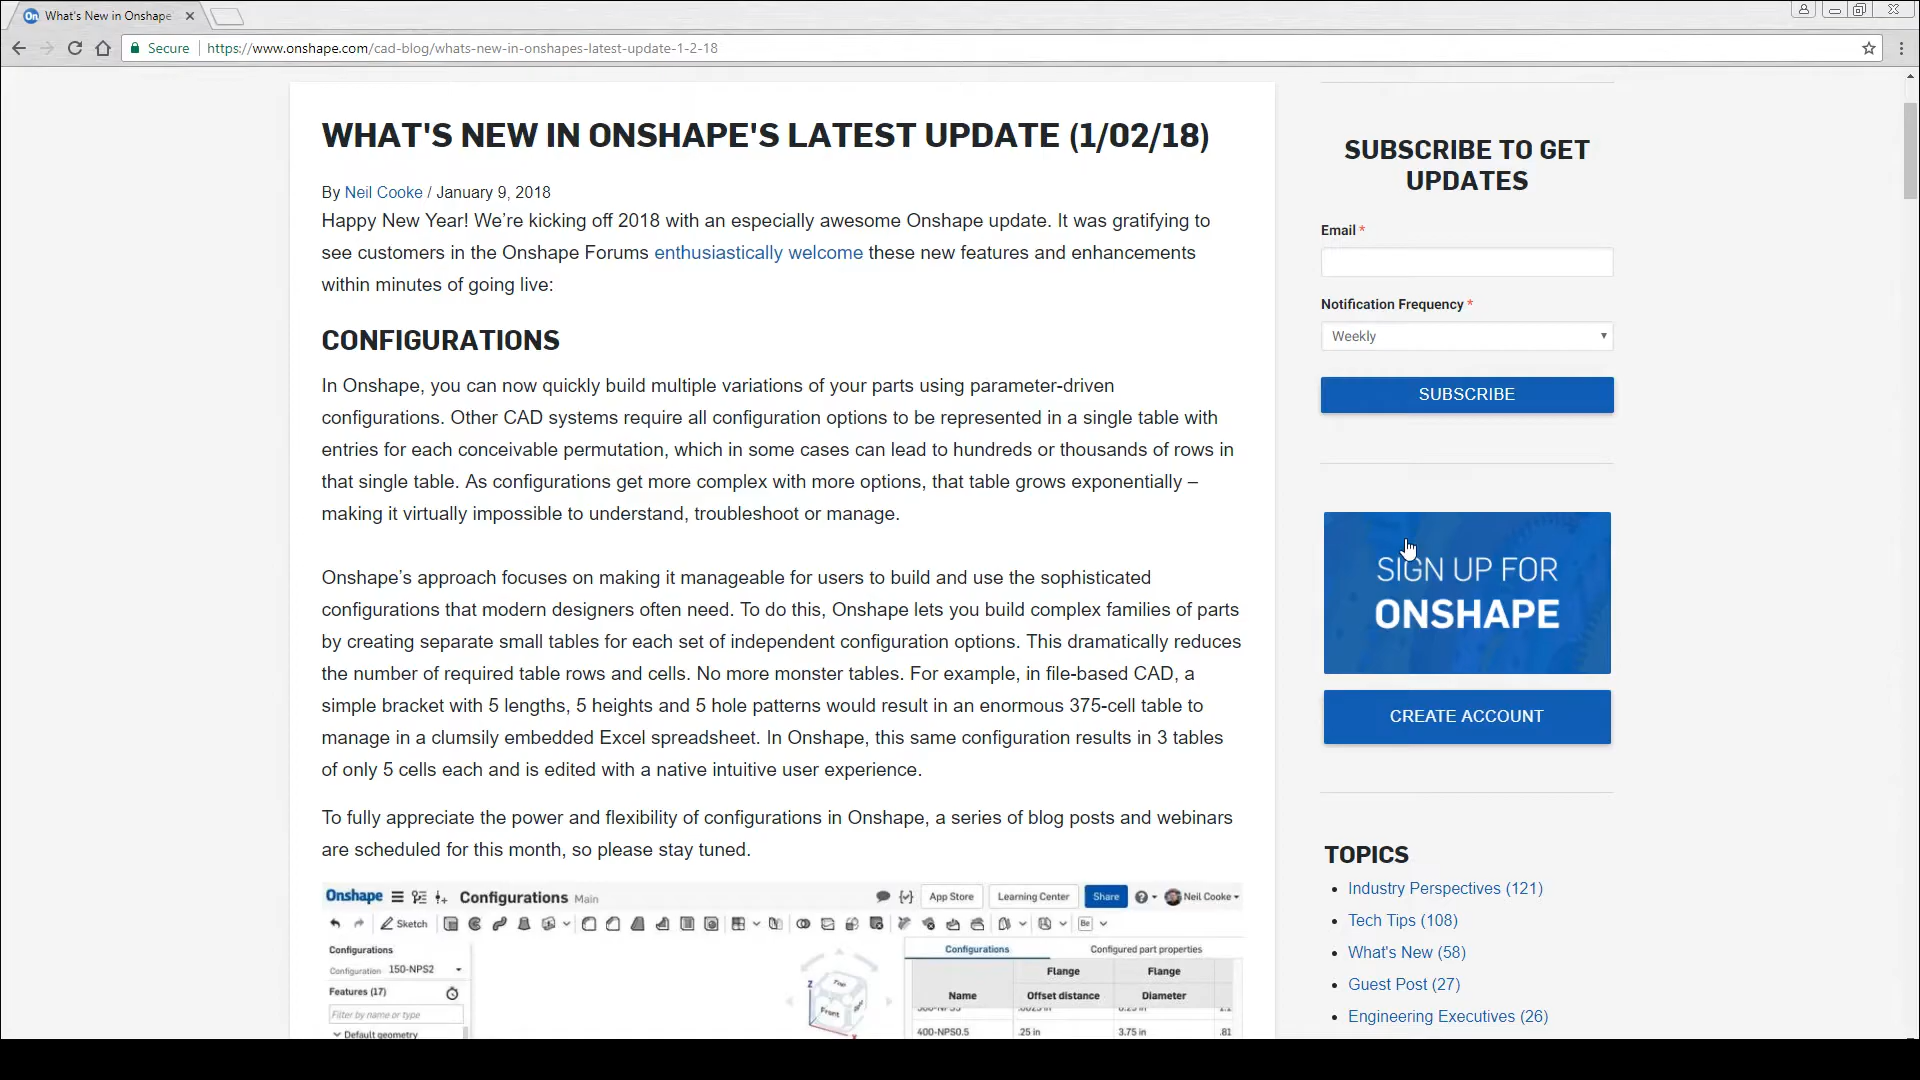 What's New in Onshape
Secure https://www.onshape.com/cad-blog/whats-new-in-onshapes-latest-update-1-2-18
WHAT'S NEW IN ONSHAPE'S LATEST UPDATE (1/02/18)
By Neil Cooke / January 9, 2018
Happy New Year! We're kicking off 2018 with an especially awesome Onshape update. It was gratifying to
see customers in the Onshape Forums enthusiastically welcome these new features and enhancements
within minutes of going live:
CONFIGURATIONS
In Onshape, you can now quickly build multiple variations of your parts using parameter-driven
configurations. Other CAD systems require all configuration options to be represented in a single table with
entries for each conceivable permutation, which in some cases can lead to hundreds or thousands of rows in
that single table. As configurations get more complex with more options, that table grows exponentially –
making it virtually impossible to understand, troubleshoot or manage.
Onshape's approach focuses on making it manageable for users to build and use the sophisticated
configurations that modern designers often need. To do this, Onshape lets you build complex families of parts
by creating separate small tables for each set of independent configuration options. This dramatically reduces
the number of required table rows and cells. No more monster tables. For example, in file-based CAD, a
simple bracket with 5 lengths, 5 heights and 5 hole patterns would result in an enormous 375-cell table to
manage in a clumsily embedded Excel spreadsheet. In Onshape, this same configuration results in 3 tables
of only 5 cells each and is edited with a native intuitive user experience.
To fully appreciate the power and flexibility of configurations in Onshape, a series of blog posts and webinars
are scheduled for this month, so please stay tuned.
Onshape Configurations Main App Store Learning Center Share Neil Cooke
Sketch
Configurations
Configuration 150-NPS2
Features (17)
Filter by name or type
Default geometry
Top
Front
Z
X
Configurations Configured part properties
Flange Flange
Name Offset distance Diameter
400-NPS0.5 .25 in 3.75 in .81
SUBSCRIBE TO GET
UPDATES
Email *
Notification Frequency *
Weekly
SUBSCRIBE
SIGN UP FOR
ONSHAPE
CREATE ACCOUNT
TOPICS
Industry Perspectives (121)
Tech Tips (108)
What's New (58)
Guest Post (27)
Engineering Executives (26)